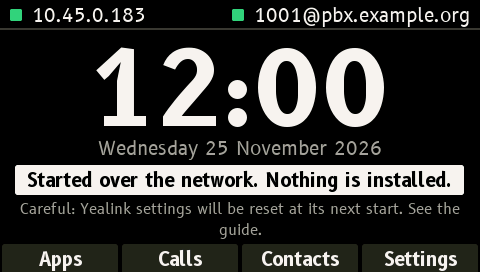 10.45.0.183 1001@pbx.example.org
12:00
Wednesday 25 November 2026
Started over the network. Nothing is installed.
Careful: Yealink settings will be reset at its next start. See the
guide.
Apps Calls Contacts Settings